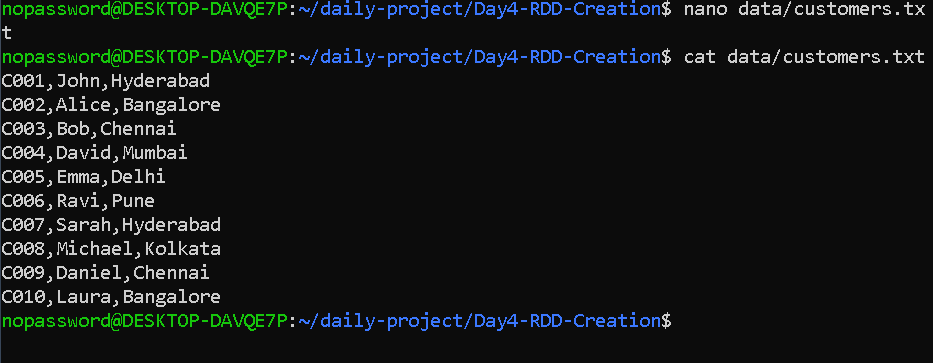 nopassword@DESKTOP-DAVQE7P:~/daily-project/Day4-RDD-Creation$ nano data/customers.tx
t
nopassword@DESKTOP-DAVQE7P:~/daily-project/Day4-RDD-Creation$ cat data/customers.txt
C001,John,Hyderabad
C002,Alice,Bangalore
C003,Bob,Chennai
C004,David,Mumbai
C005,Emma,Delhi
C006,Ravi,Pune
C007,Sarah,Hyderabad
C008,Michael,Kolkata
C009,Daniel,Chennai
C010,Laura,Bangalore
nopassword@DESKTOP-DAVQE7P:~/daily-project/Day4-RDD-Creation$